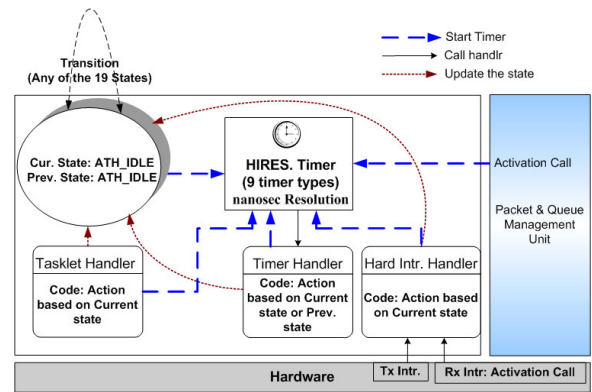 Start Timer
Call handlr
Update the state
Transition
(Any of the 19 States)
Cur. State: ATH_IDLE
Prev. State: ATH_IDLE
HIRES. Timer
(9 timer types)
nanosec Resolution
Activation Call
Packet & Queue
Management
Unit
Tasklet Handler
Code: Action
based on Current
state
Timer Handler
Code: Action
based on Current
state or Prev.
state
Hard Intr. Handler
Code: Action based
on Current state
Tx Intr.
Rx Intr: Activation Call
Hardware